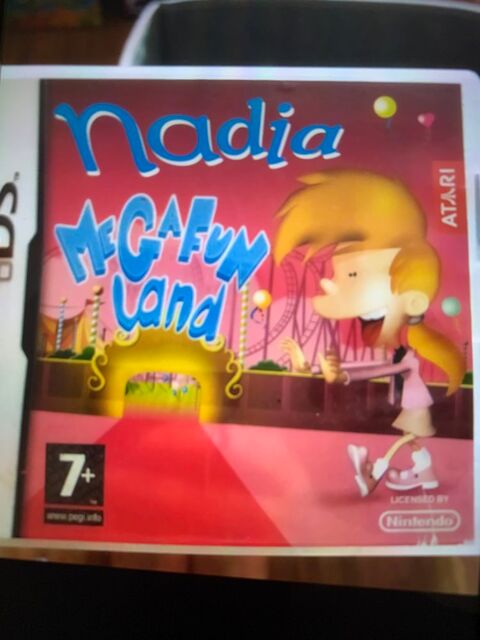 nadia
MeGAFUN
Land
ATARI
DS
7+
www.pegi.info
LICENSED BY
Nintendo